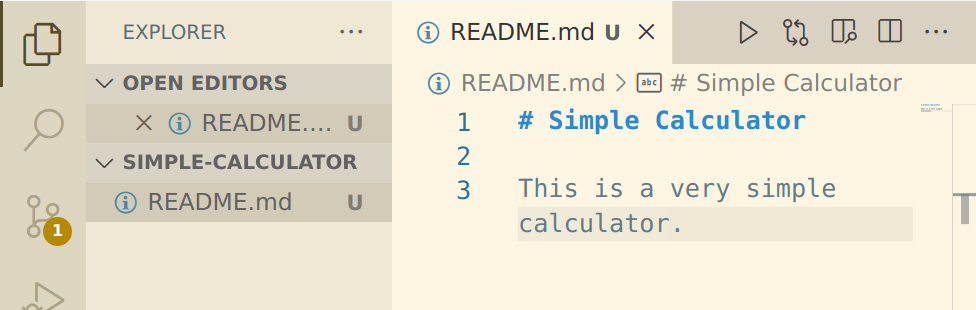 EXPLORER
OPEN EDITORS
README.... U
SIMPLE-CALCULATOR
README.md U
1
README.md U
README.md > # Simple Calculator
1 # Simple Calculator
2
3 This is a very simple
calculator.